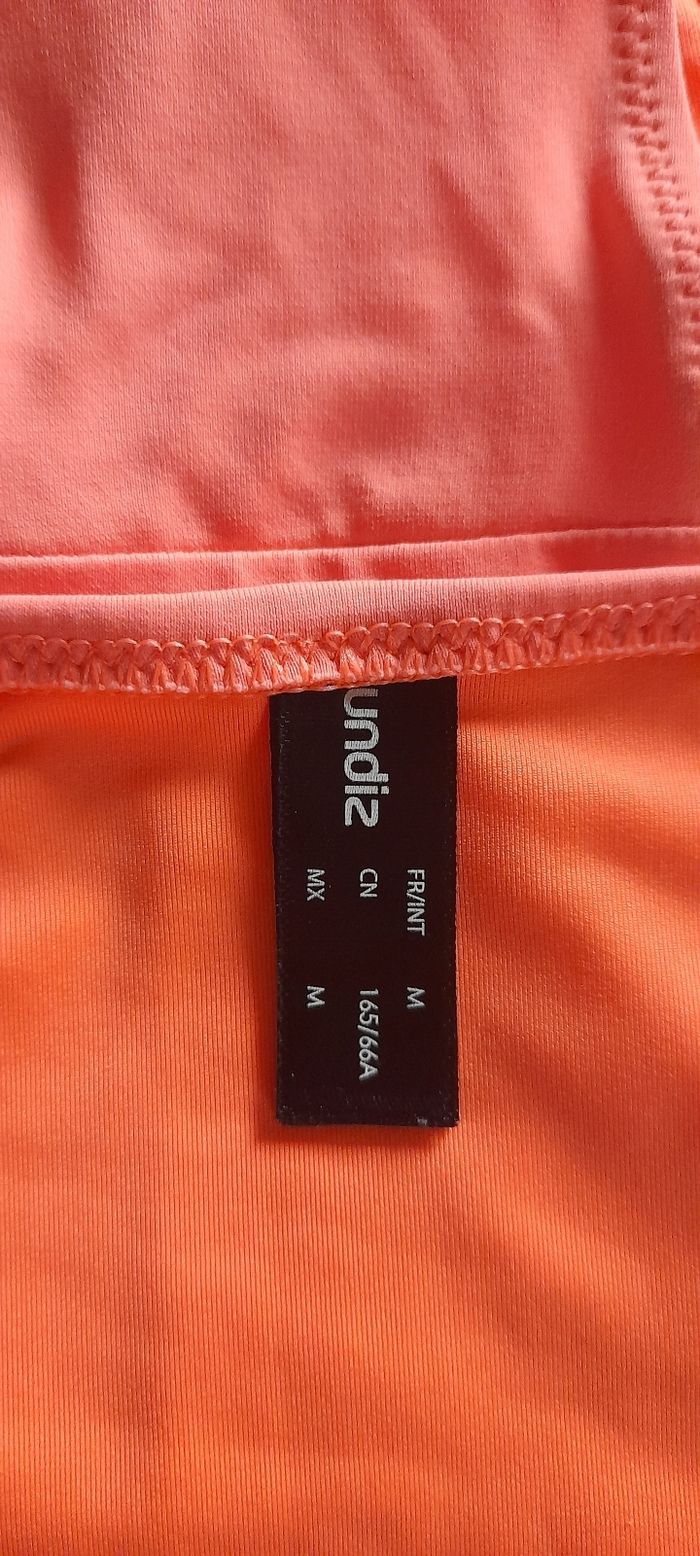 undiz
FR/INT M
CN 165/66A
MX M